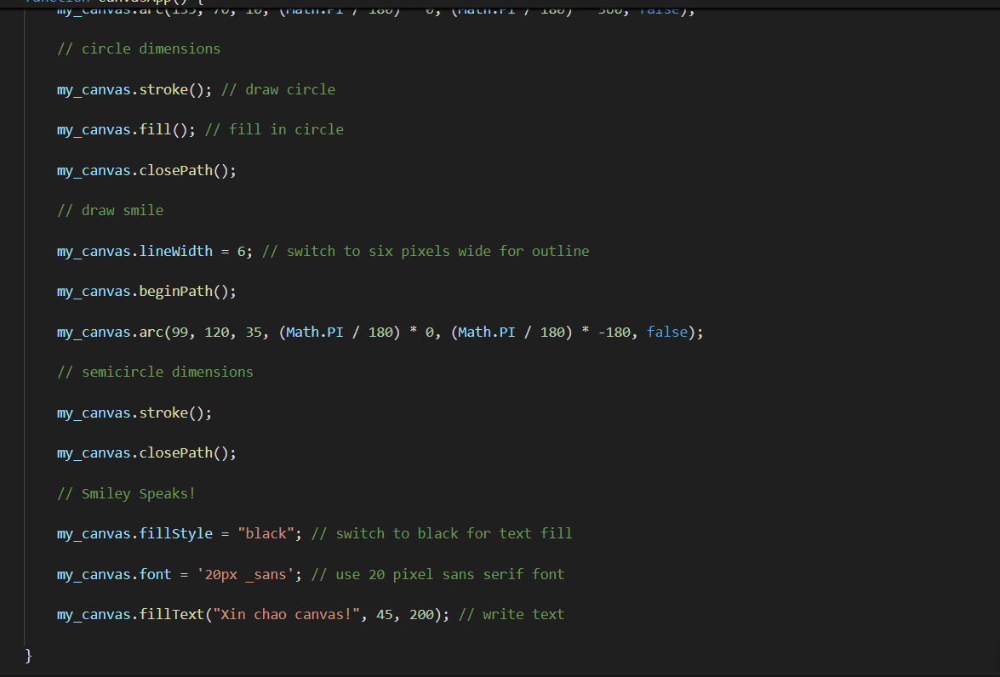 function canvasApp() {
my_canvas.arc(135, 70, 10, (Math.PI / 180) * 0, (Math.PI / 180) * 360, false);
// circle dimensions
my_canvas.stroke(); // draw circle
my_canvas.fill(); // fill in circle
my_canvas.closePath();
// draw smile
my_canvas.lineWidth = 6; // switch to six pixels wide for outline
my_canvas.beginPath();
my_canvas.arc(99, 120, 35, (Math.PI / 180) * 0, (Math.PI / 180) * -180, false);
// semicircle dimensions
my_canvas.stroke();
my_canvas.closePath();
// Smiley Speaks!
my_canvas.fillStyle = "black"; // switch to black for text fill
my_canvas.font = '20px _sans'; // use 20 pixel sans serif font
my_canvas.fillText("Xin chao canvas!", 45, 200); // write text
}